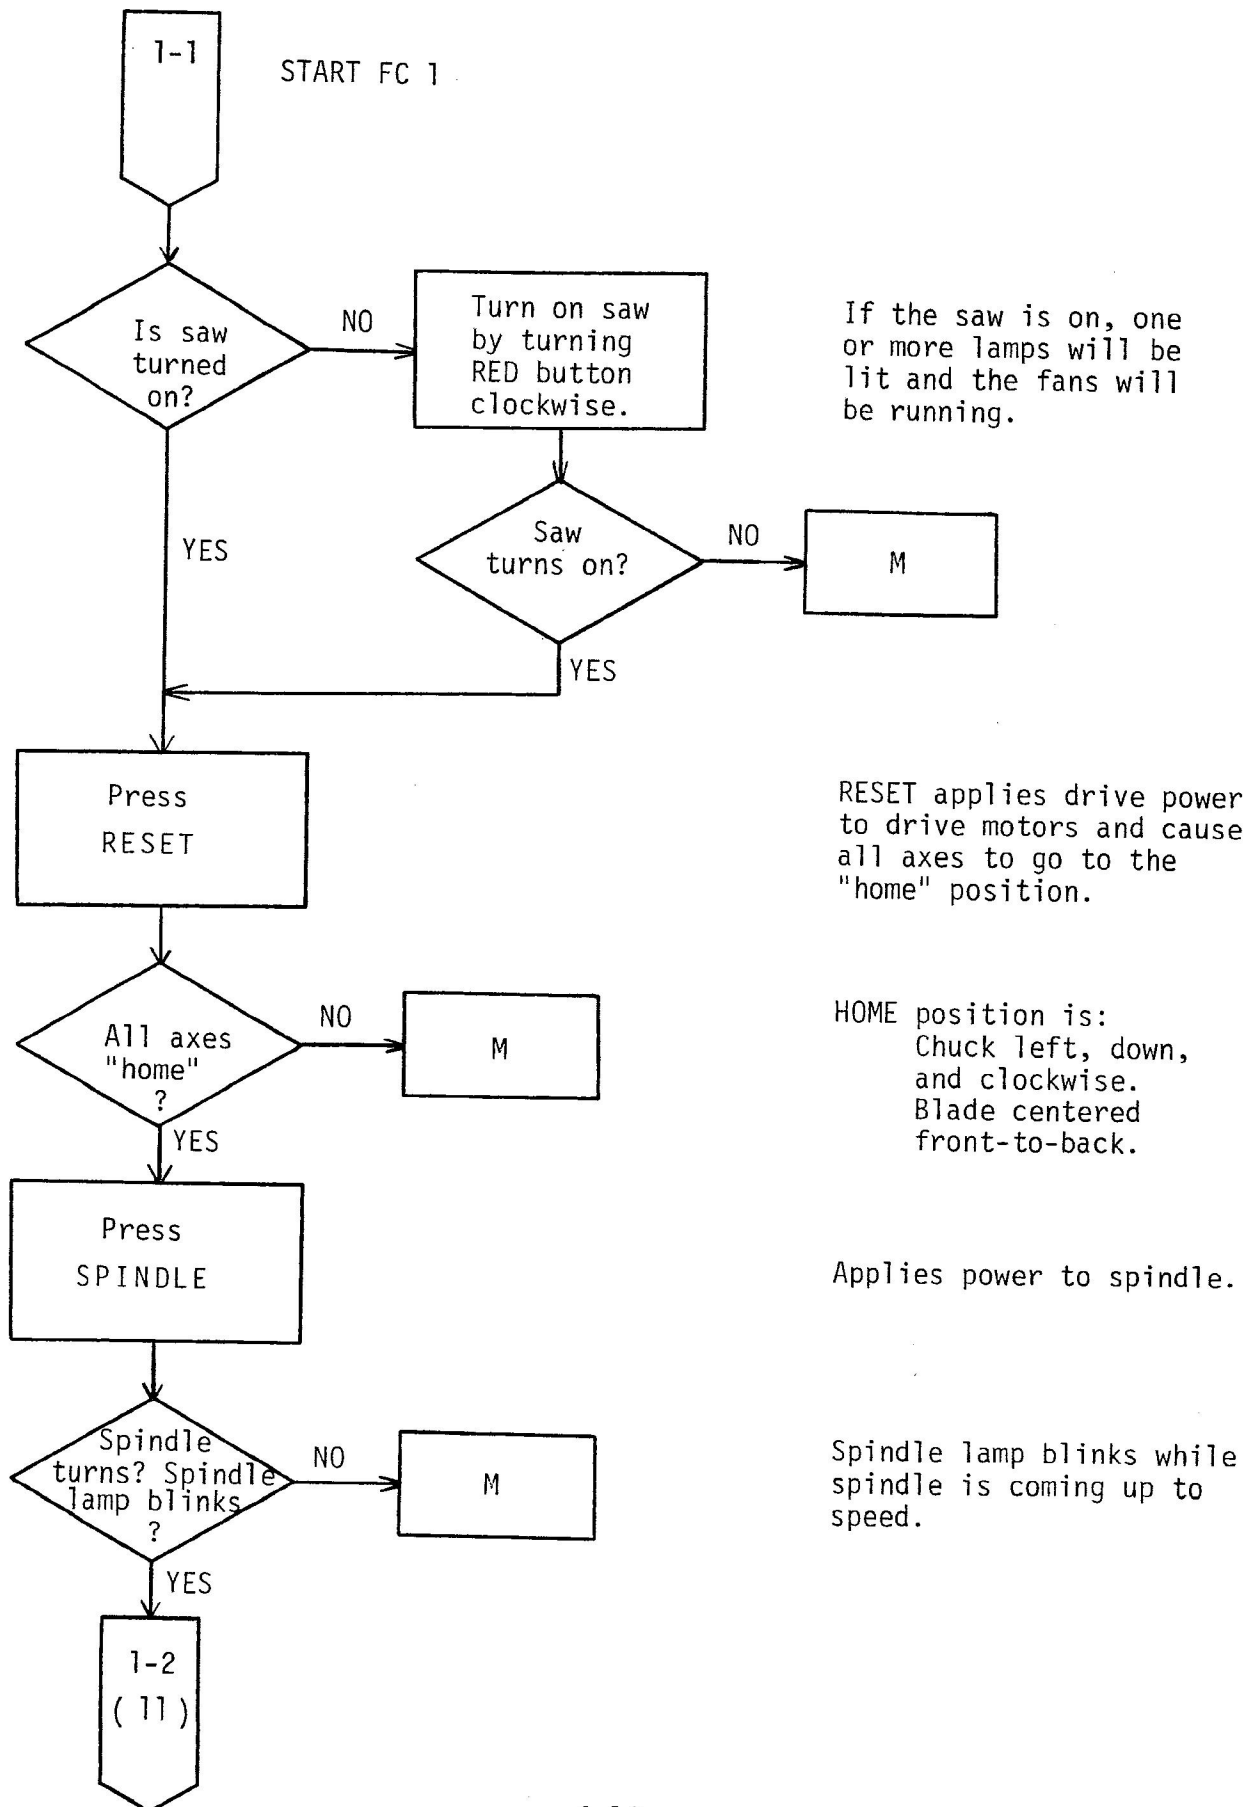 1-1
START FC 1
Is saw
turned
on?
NO
Turn on saw
by turning
RED button
clockwise.
If the saw is on, one
or more lamps will be
lit and the fans will
be running.
YES
Saw
turns on?
NO
M
YES
Press
RESET
RESET applies drive power
to drive motors and cause
all axes to go to the
"home" position.
All axes
"home"
?
NO
M
HOME position is:
Chuck left, down,
and clockwise.
Blade centered
front-to-back.
YES
Press
SPINDLE
Applies power to spindle.
Spindle
turns? Spindle
lamp blinks
?
NO
M
Spindle lamp blinks while
spindle is coming up to
speed.
YES
1-2
( 11 )